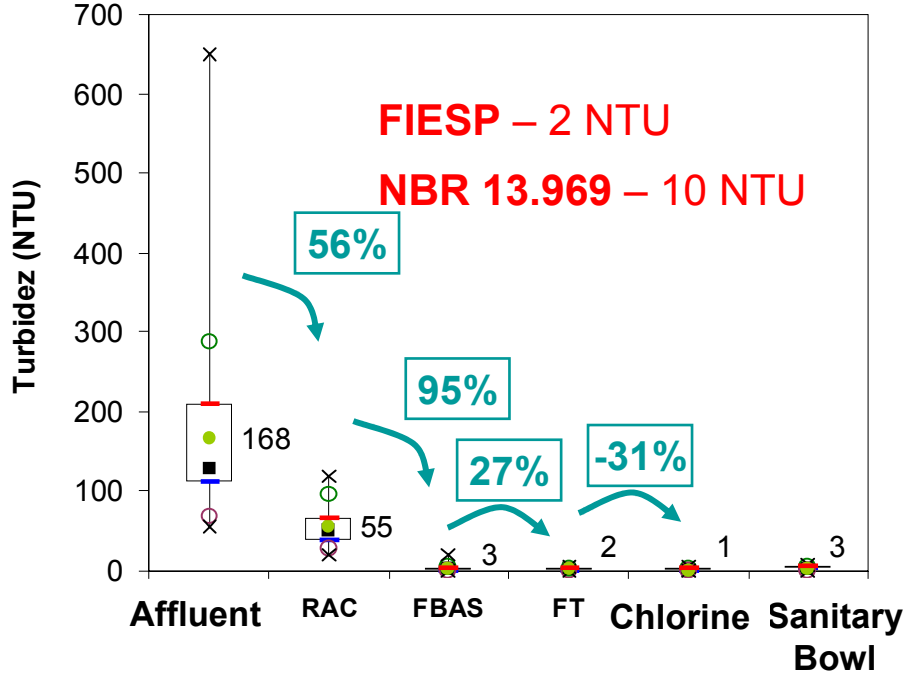 700
600
500
400
300
200
100
0
Turbidez (NTU)
FIESP – 2 NTU
NBR 13.969 – 10 NTU
56%
95%
27%
-31%
168
55
3
2
1
3
Affluent
RAC
FBAS
FT
Chlorine
Sanitary
Bowl